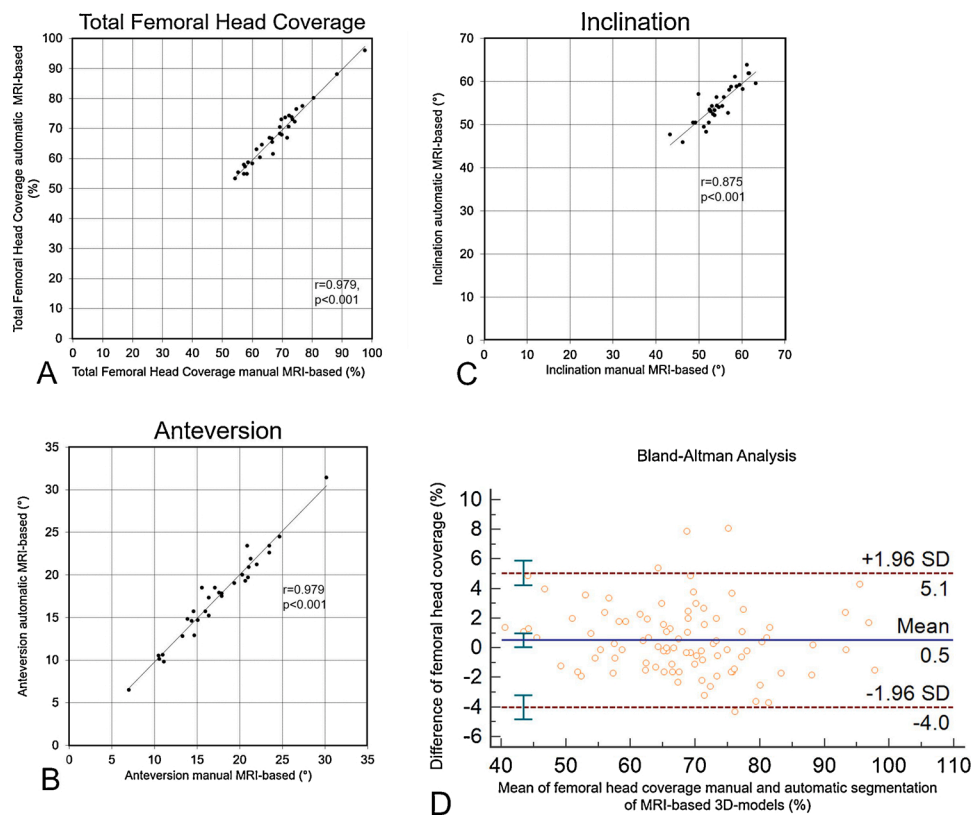 Total Femoral Head Coverage
Total Femoral Head Coverage automatic MRI-based
(%)
100
90
80
70
60
50
40
30
20
10
0
r=0.979,
p<0.001
0 10 20 30 40 50 60 70 80 90 100
Total Femoral Head Coverage manual MRI-based (%)
A
Inclination
Inclination automatic MRI-based (°)
70
60
50
40
30
20
10
0
r=0.875
p<0.001
0 10 20 30 40 50 60 70
Inclination manual MRI-based (°)
C
Anteversion
Anteversion automatic MRI-based (°)
35
30
25
20
15
10
5
0
r=0.979
p<0.001
0 5 10 15 20 25 30 35
Anteversion manual MRI-based (°)
B
Bland-Altman Analysis
Difference of femoral head coverage (%)
10
8
6
4
2
0
-2
-4
-6
+1.96 SD
5.1
Mean
0.5
-1.96 SD
-4.0
40 50 60 70 80 90 100 110
Mean of femoral head coverage manual and automatic segmentation
of MRI-based 3D-models (%)
D